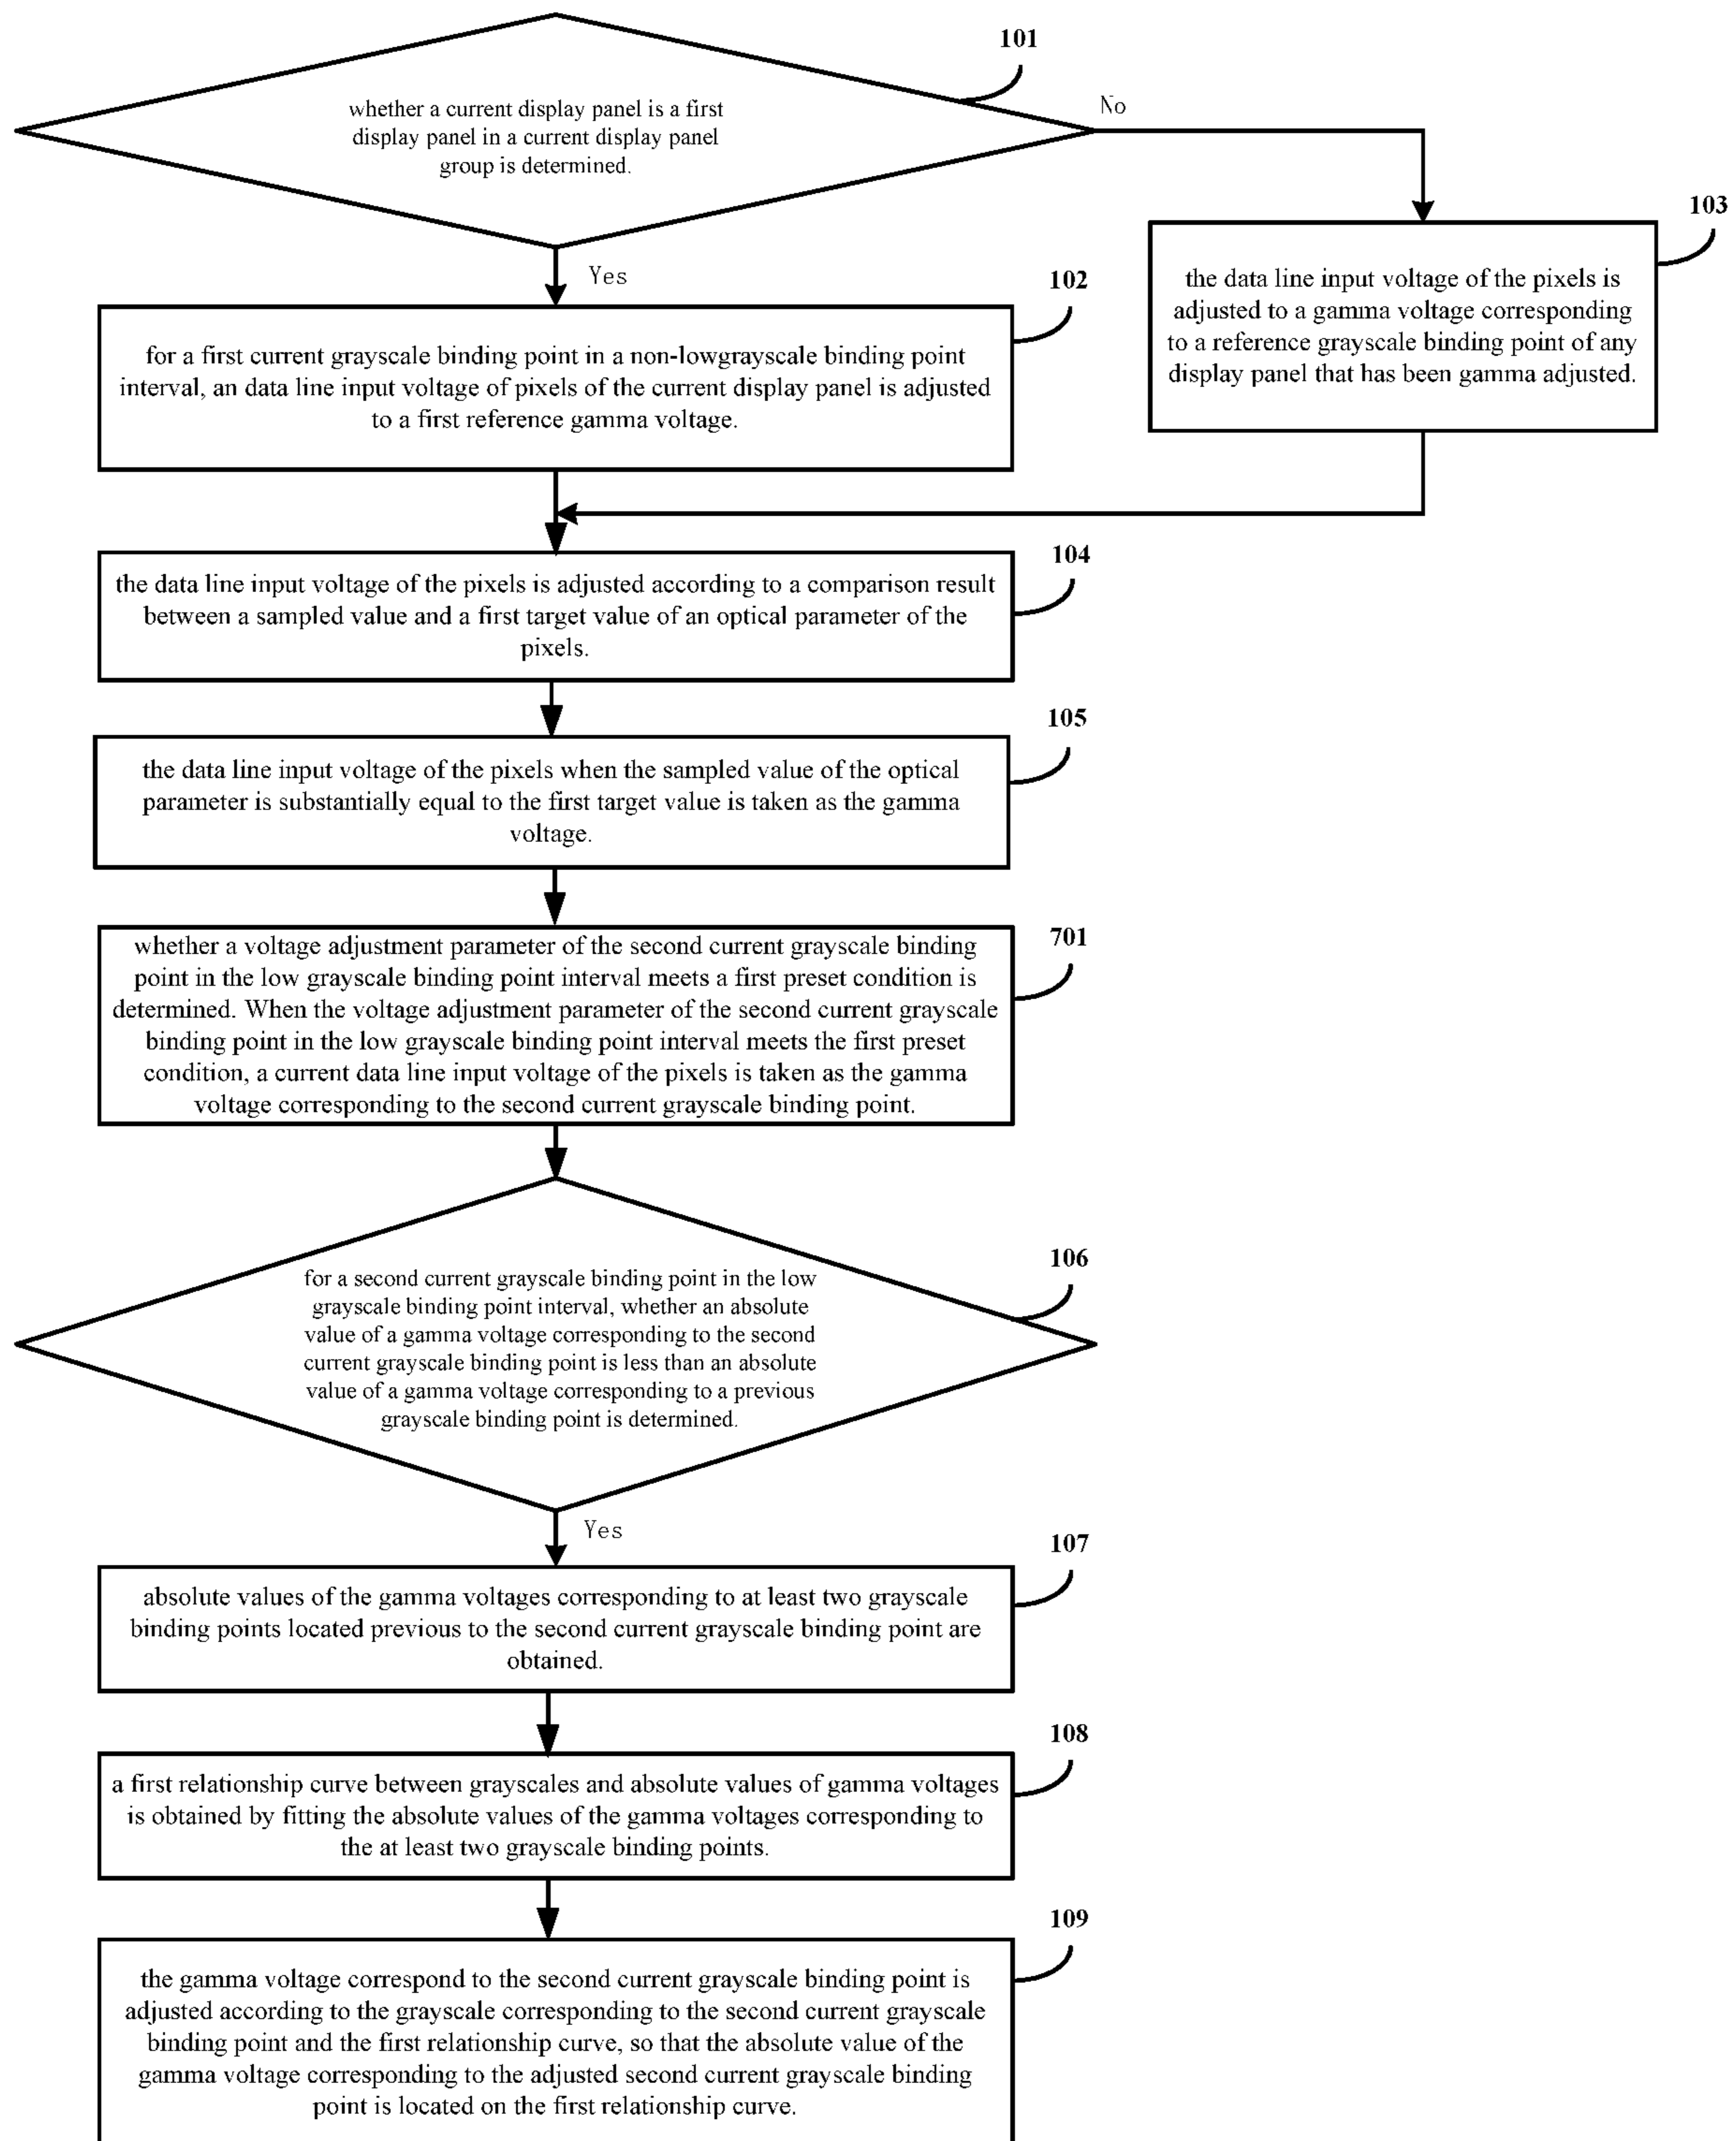 101
whether a current display panel is a first
display panel in a current display panel
group is determined.
No
Yes
103
the data line input voltage of the pixels is
adjusted to a gamma voltage corresponding
to a reference grayscale binding point of any
display panel that has been gamma adjusted.
102
for a first current grayscale binding point in a non-lowgrayscale binding point
interval, an data line input voltage of pixels of the current display panel is adjusted
to a first reference gamma voltage.
104
the data line input voltage of the pixels is adjusted according to a comparison result
between a sampled value and a first target value of an optical parameter of the
pixels.
105
the data line input voltage of the pixels when the sampled value of the optical
parameter is substantially equal to the first target value is taken as the gamma
voltage.
701
whether a voltage adjustment parameter of the second current grayscale binding
point in the low grayscale binding point interval meets a first preset condition is
determined. When the voltage adjustment parameter of the second current grayscale
binding point in the low grayscale binding point interval meets the first preset
condition, a current data line input voltage of the pixels is taken as the gamma
voltage corresponding to the second current grayscale binding point.
106
for a second current grayscale binding point in the low
grayscale binding point interval, whether an absolute
value of a gamma voltage corresponding to the second
current grayscale binding point is less than an absolute
value of a gamma voltage corresponding to a previous
grayscale binding point is determined.
Yes
107
absolute values of the gamma voltages corresponding to at least two grayscale
binding points located previous to the second current grayscale binding point are
obtained.
108
a first relationship curve between grayscales and absolute values of gamma voltages
is obtained by fitting the absolute values of the gamma voltages corresponding to
the at least two grayscale binding points.
109
the gamma voltage correspond to the second current grayscale binding point is
adjusted according to the grayscale corresponding to the second current grayscale
binding point and the first relationship curve, so that the absolute value of the
gamma voltage corresponding to the adjusted second current grayscale binding
point is located on the first relationship curve.